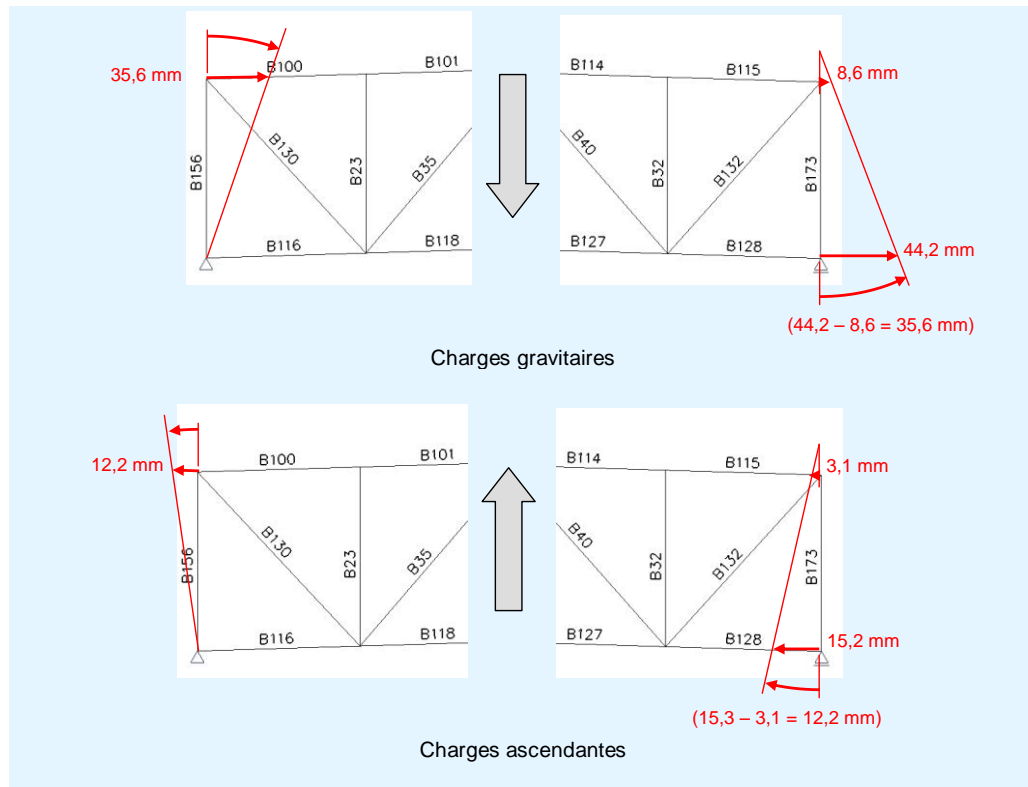 35,6 mm
B100
B101
B156
B130
B23
B35
B116
B118
B114
B115
8,6 mm
B40
B32
B132
B173
B127
B128
44,2 mm
(44,2 – 8,6 = 35,6 mm)
Charges gravitaires
12,2 mm
B100
B101
B156
B130
B23
B35
B116
B118
B114
B115
3,1 mm
B40
B32
B132
B173
B127
B128
15,2 mm
(15,3 – 3,1 = 12,2 mm)
Charges ascendantes